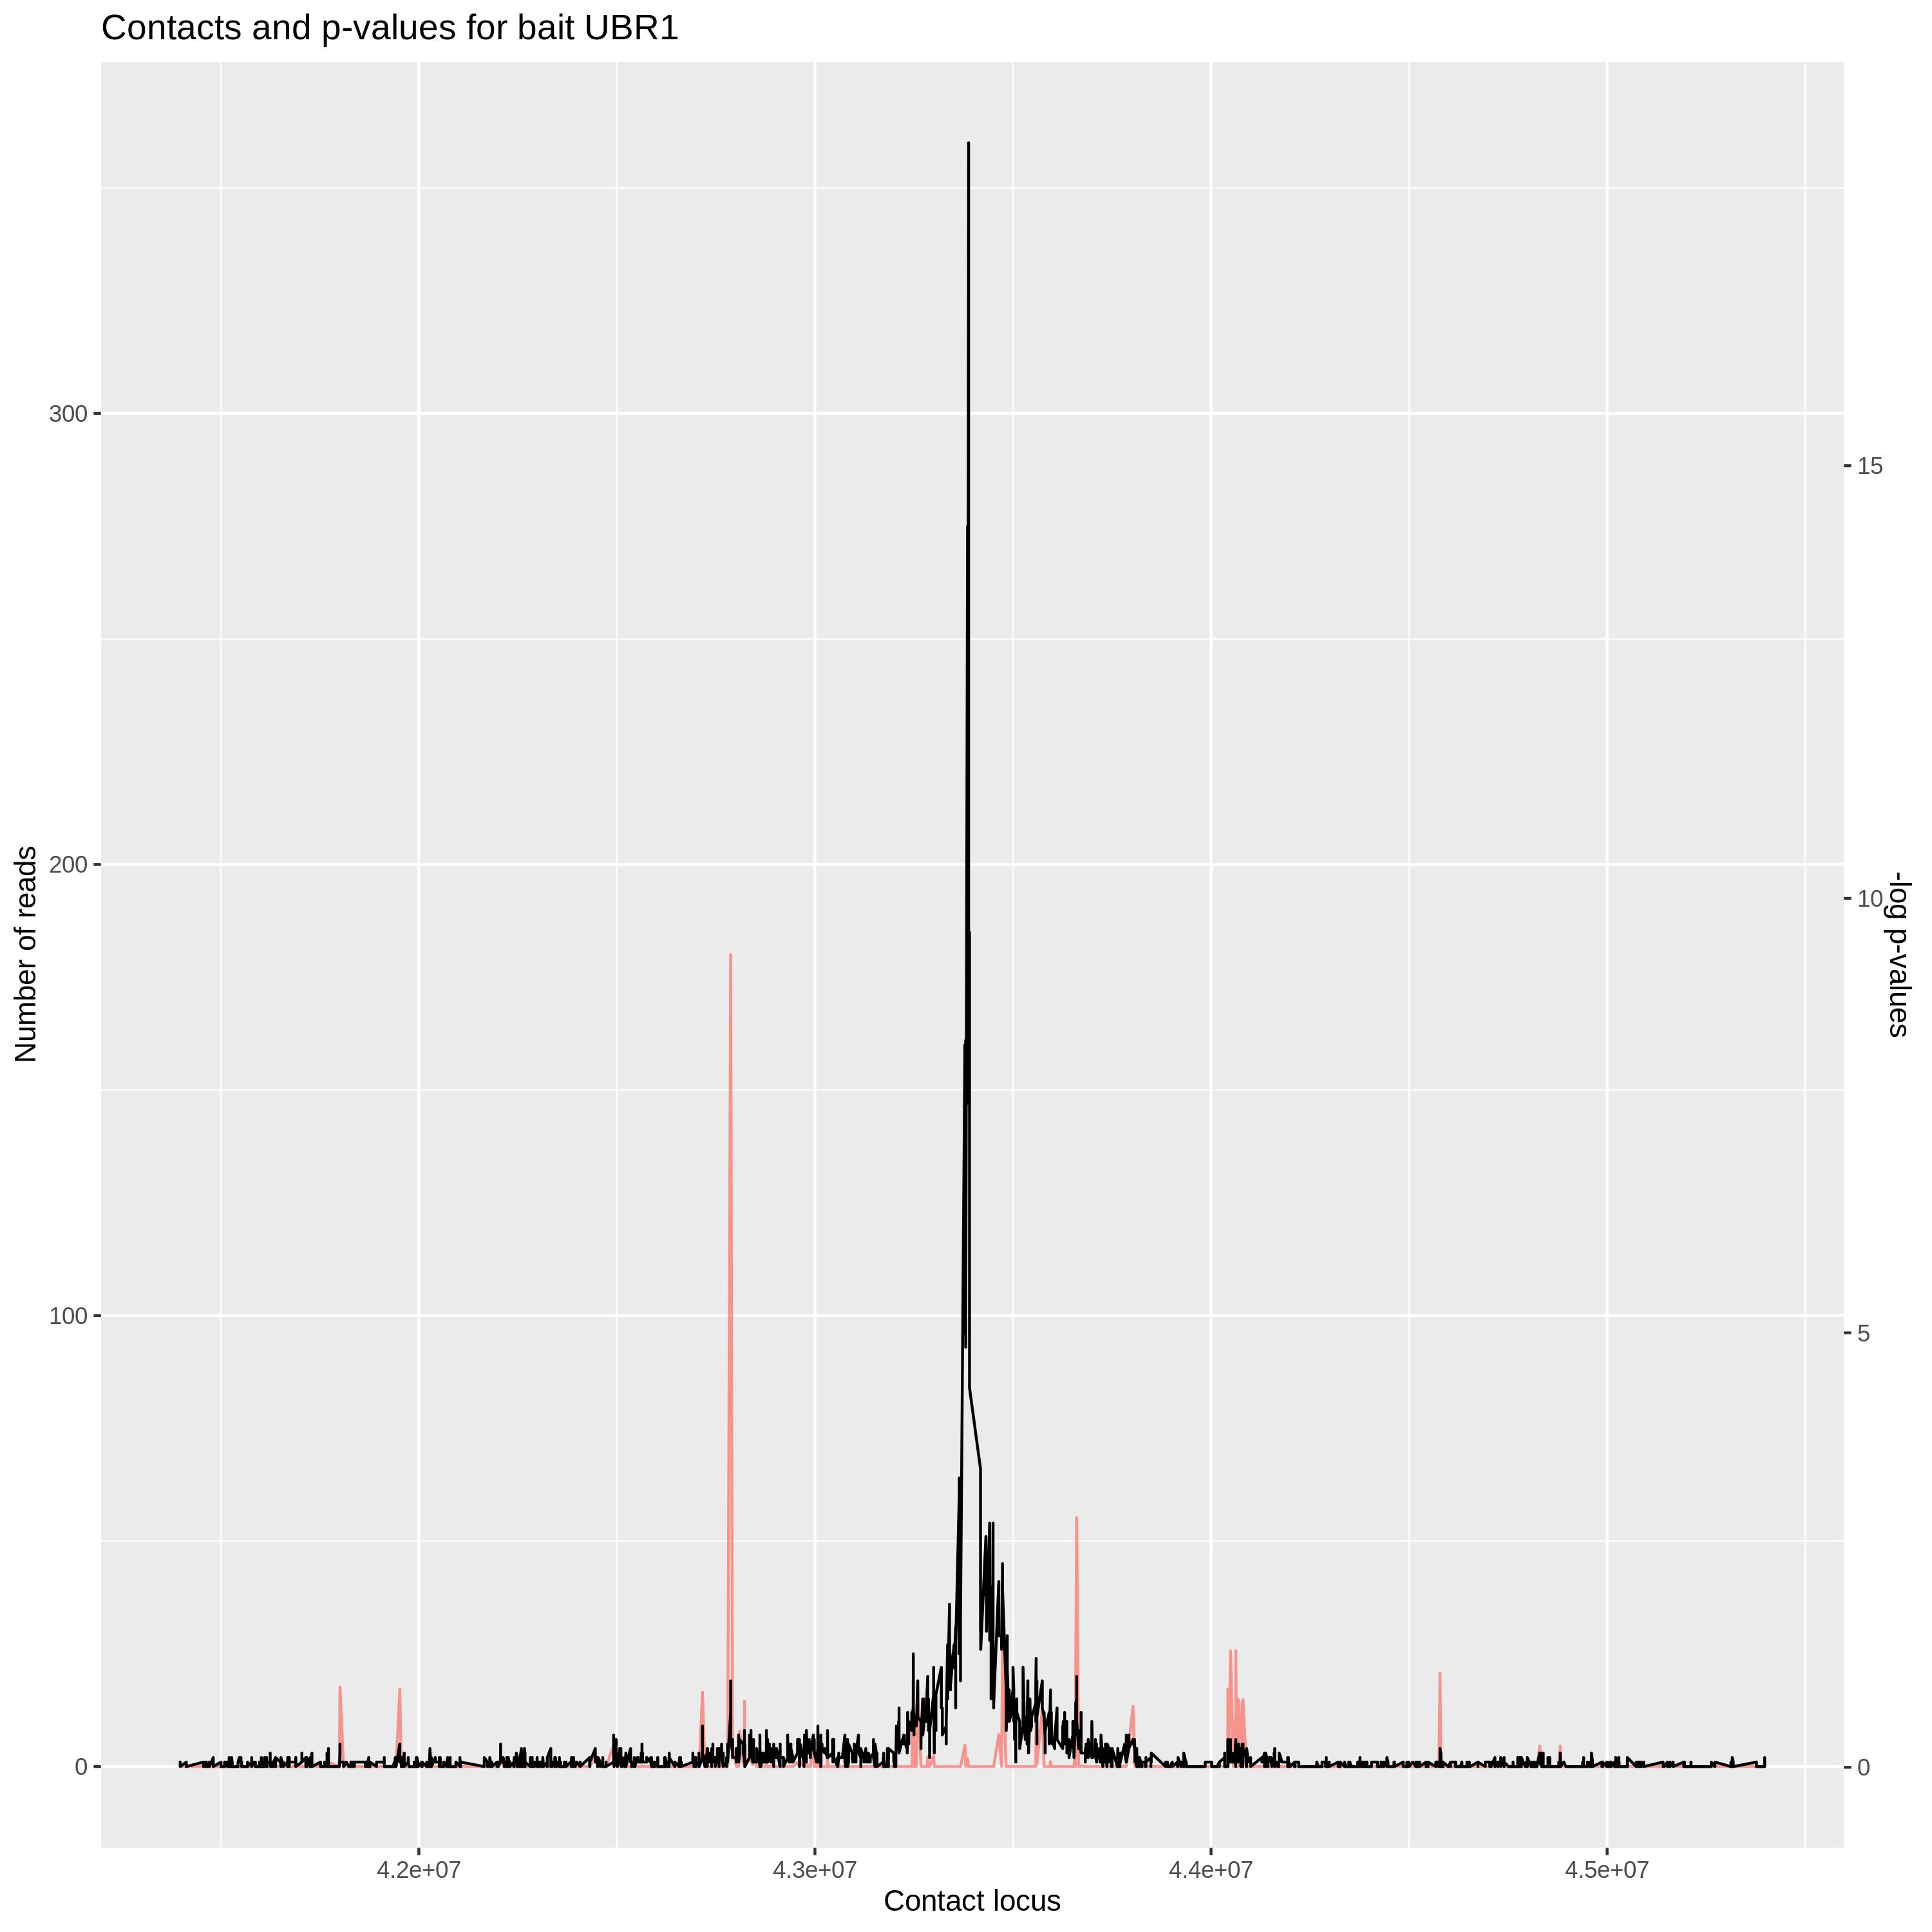 Contacts and p-values for bait UBR1
300
200
100
0
Number of reads
15
10
5
0
-log p-values
4.2e+07 4.3e+07 4.4e+07 4.5e+07
Contact locus